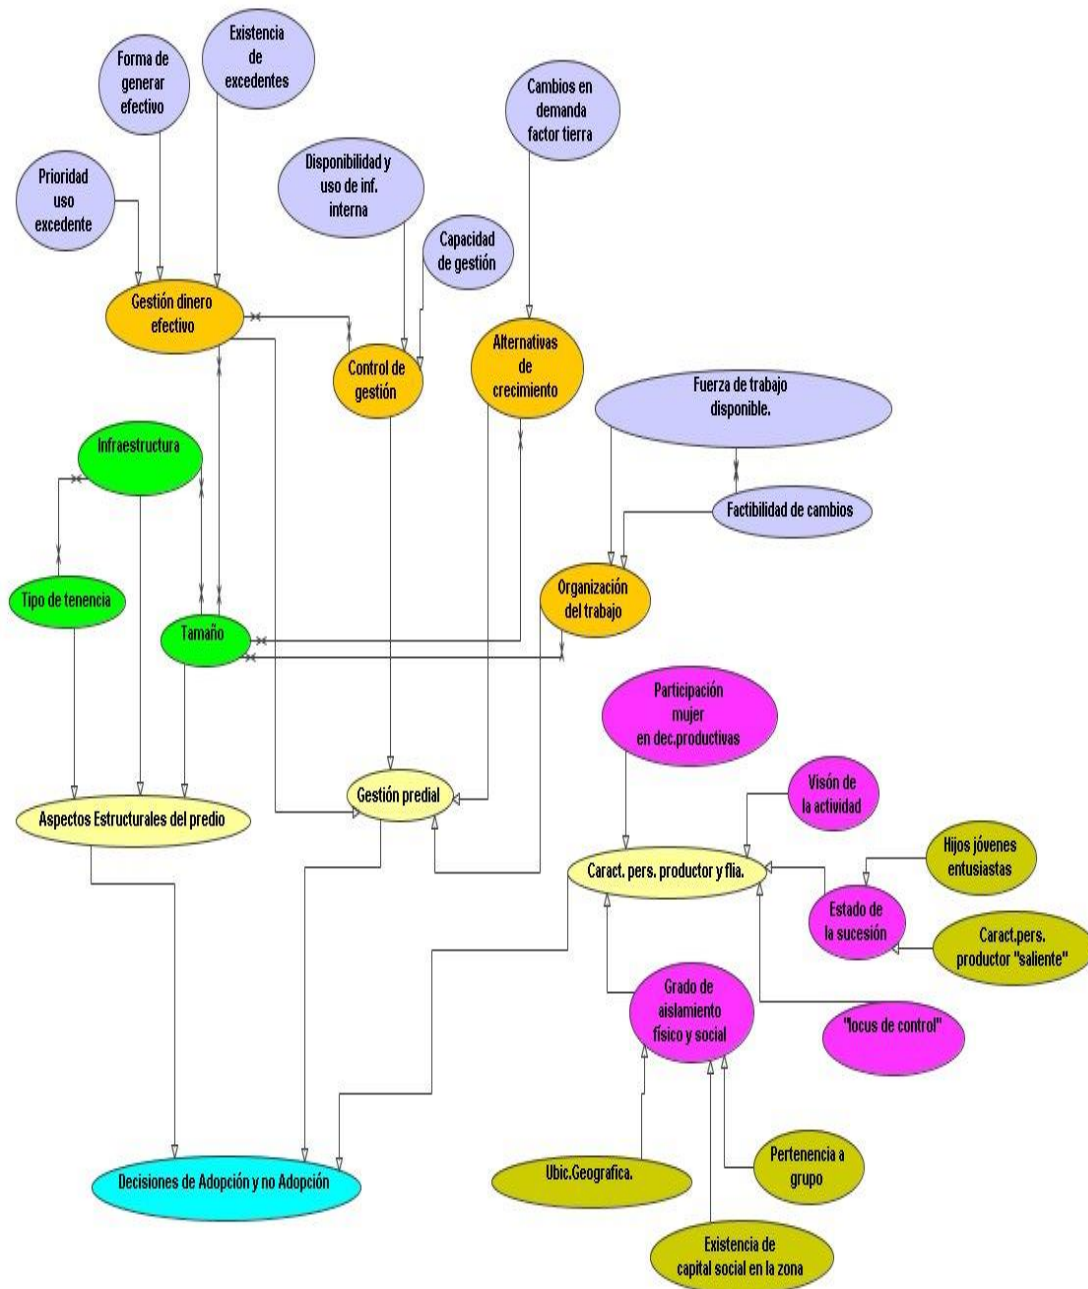 Existencia
de
excedentes
Forma de
generar
efectivo
Cambios en
demanda
factor tierra
Prioridad
uso
excedente
Disponibilidad y
uso de inf.
interna
Capacidad
de gestión
Gestión dinero
efectivo
Control de
gestión
Alternativas
de
crecimiento
Fuerza de trabajo
disponible.
Infraestructura
Factibilidad de cambios
Tipo de tenencia
Tamaño
Organización
del trabajo
Participación
mujer
en dec.productivas
Visón de
la actividad
Gestión predial
Aspectos Estructurales del predio
Caract. pers. productor y flia.
Hijos jóvenes
entusiastas
Estado de
la sucesión
Caract.pers.
productor "saliente"
Grado de
aislamiento
físico y social
"locus de control"
Decisiones de Adopción y no Adopción
Ubic.Geografica.
Pertenencia a
grupo
Existencia de
capital social en la zona